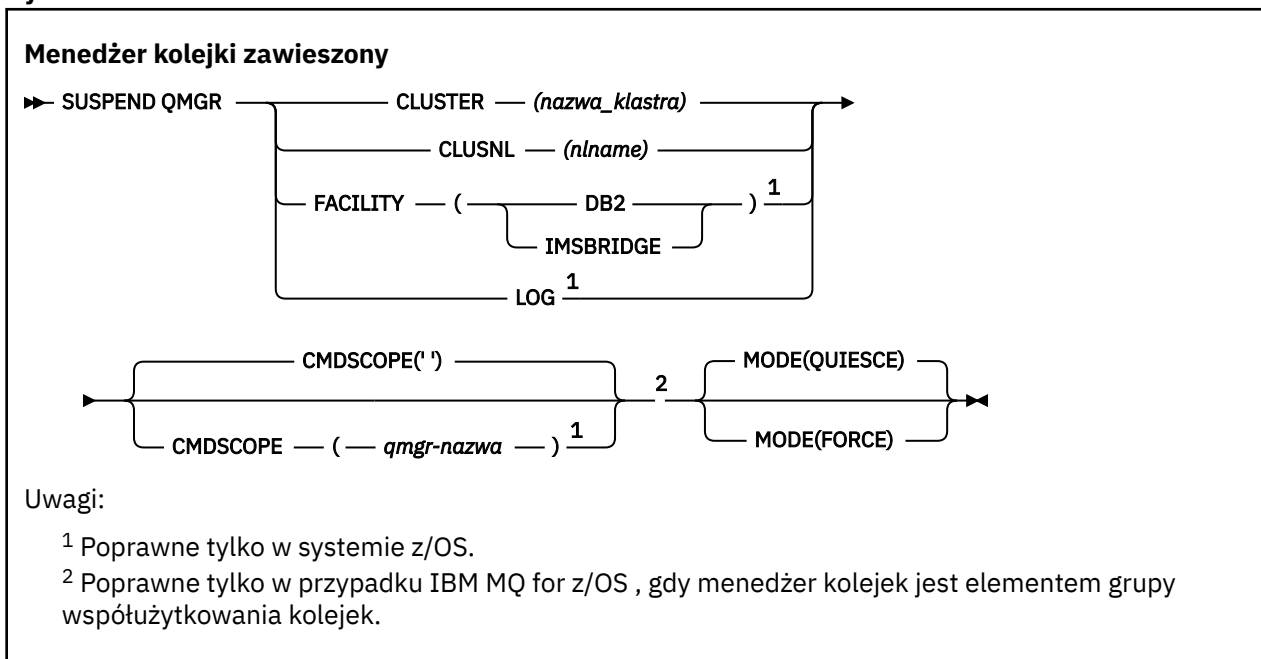 Menedżer kolejki zawieszony
SUSPEND QMGR CLUSTER (nazwa_klastra)
CLUSNL (nlname)
FACILITY ( DB2 ) 1
IMSBRIDGE
LOG 1
CMDSCOPE(' ') 2 MODE(QUIESCE)
CMDSCOPE ( qmgr-nazwa ) 1 MODE(FORCE)
Uwagi:
1 Poprawne tylko w systemie z/OS.
2 Poprawne tylko w przypadku IBM MQ for z/OS , gdy menedżer kolejek jest elementem grupy
współużytkowania kolejek.